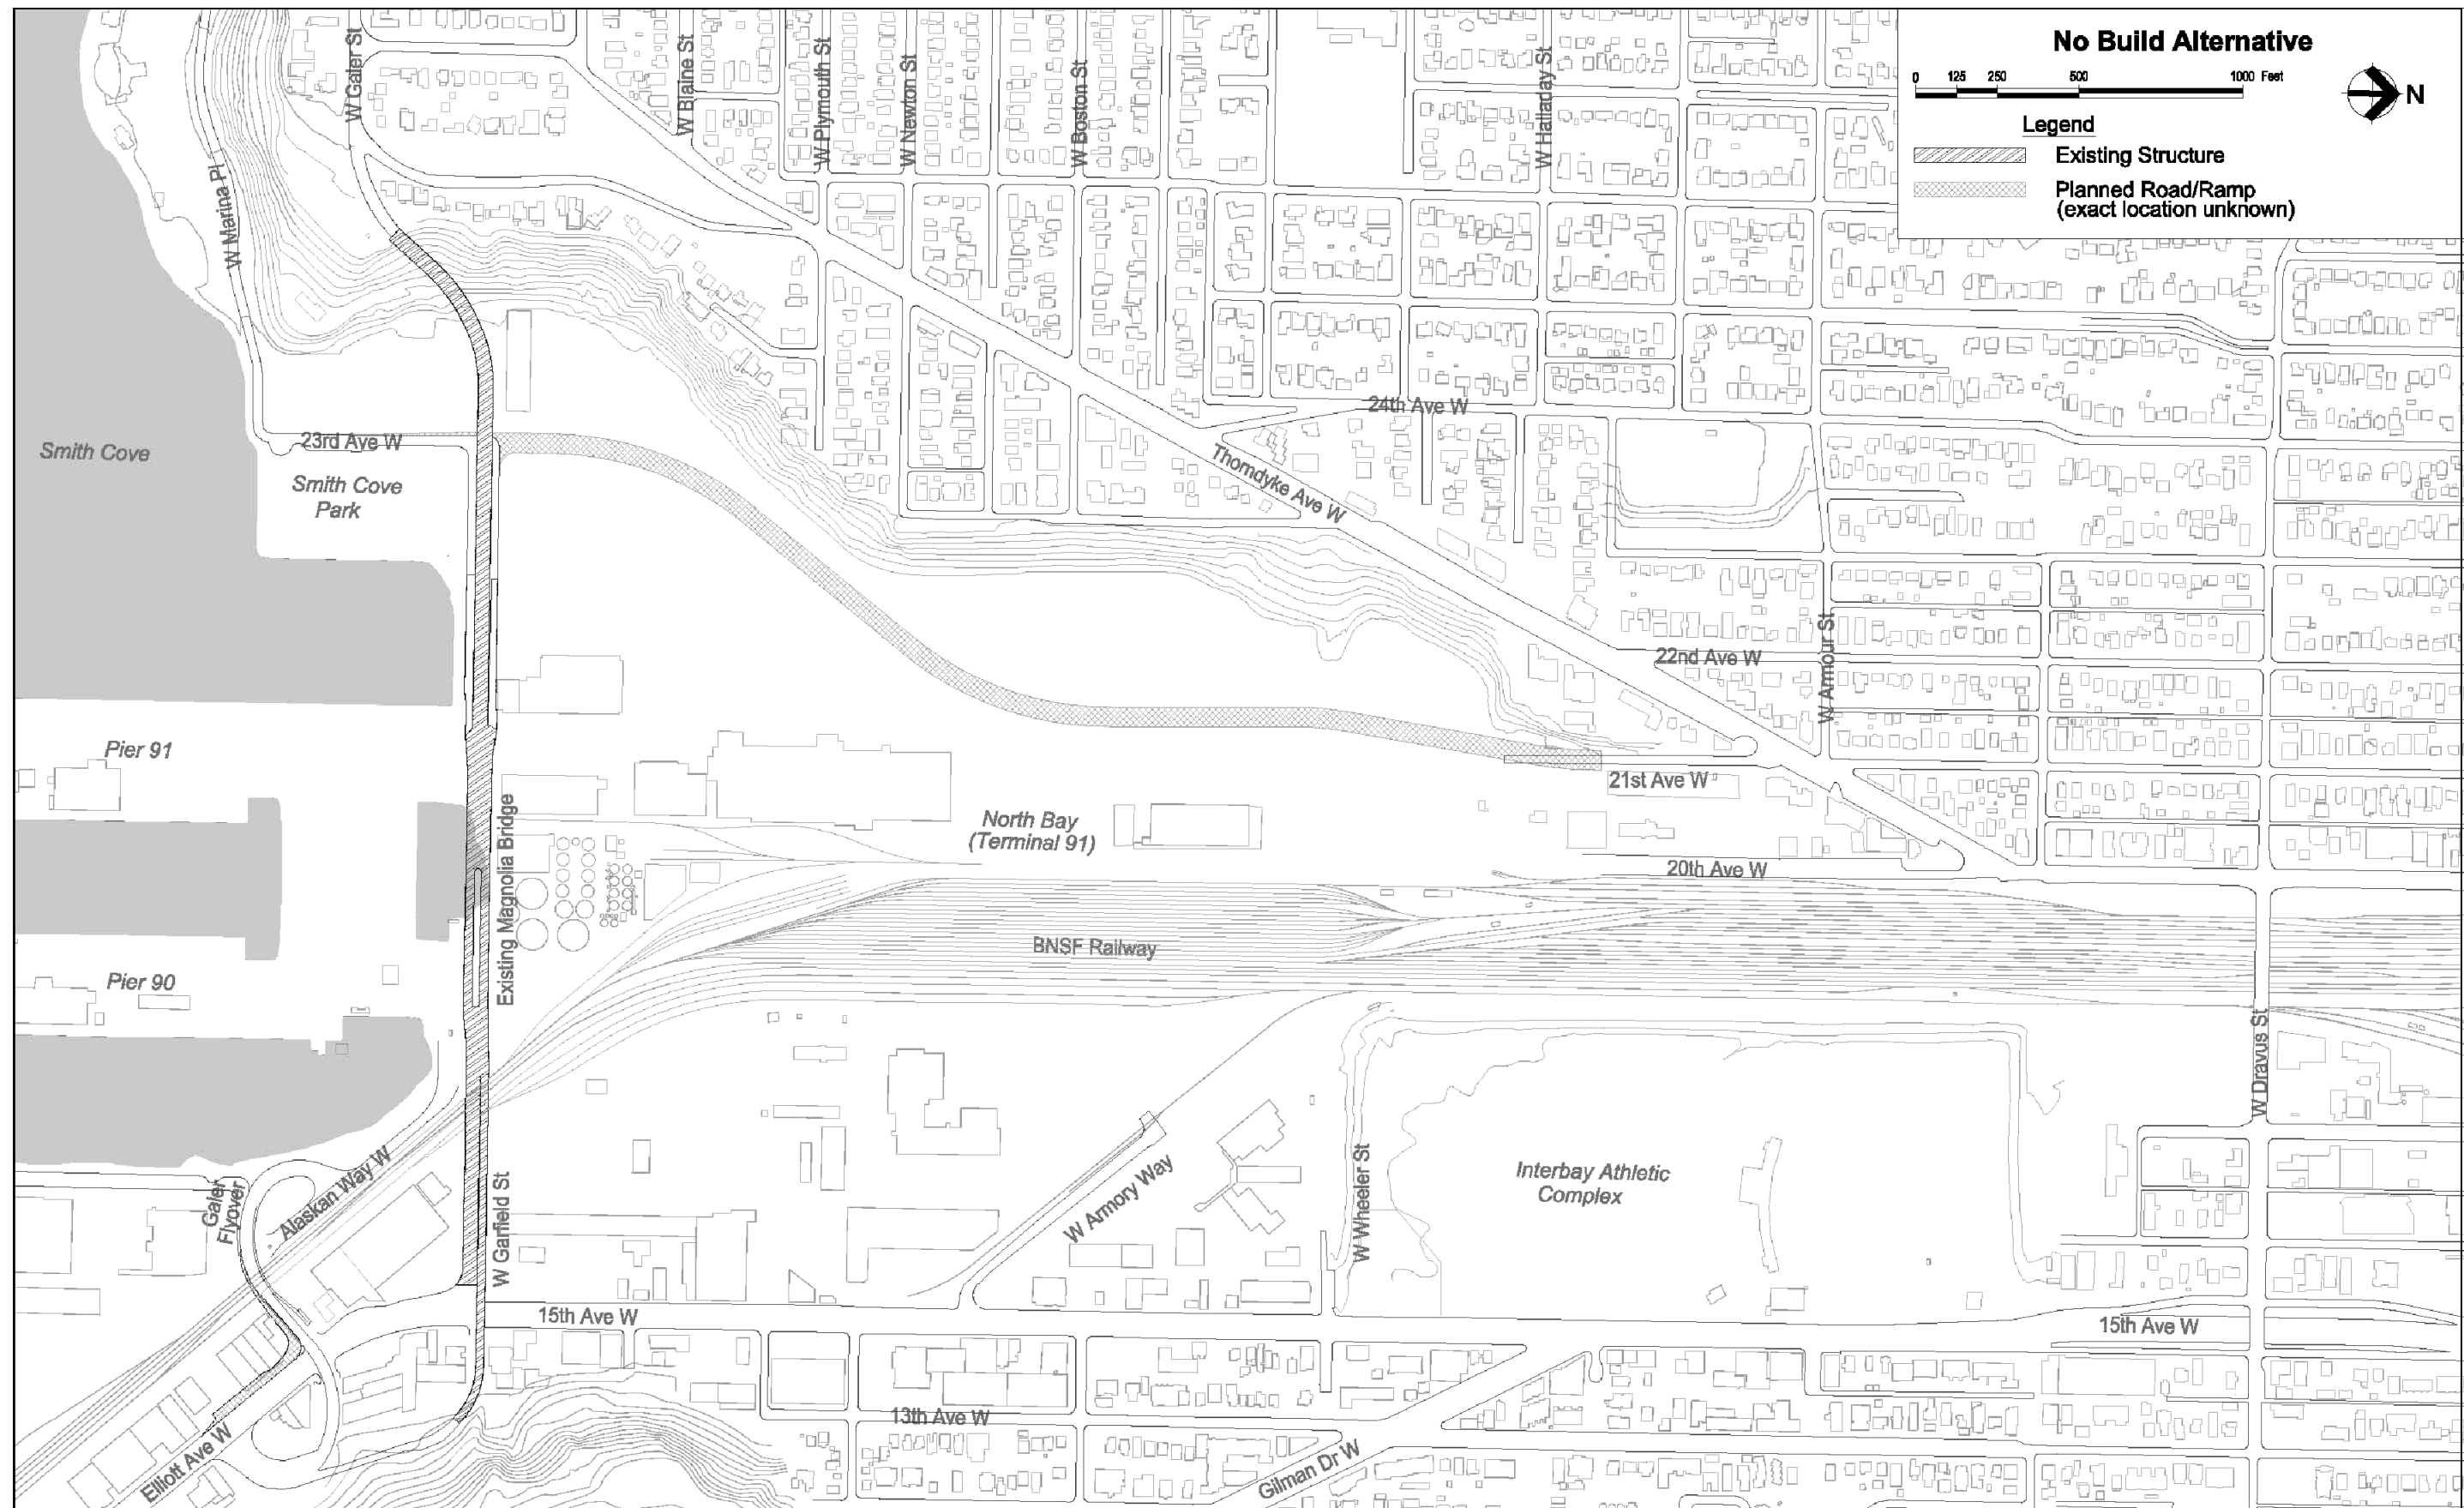 No Build Alternative
0 125 250 500 1000 Feet
N
Legend
Existing Structure
Planned Road/Ramp
(exact location unknown)
W Galer St
W Blaine St
W Plymouth St
W Newton St
W Boston St
W Halladay St
W Marina Pl
24th Ave W
23rd Ave W
Smith Cove
Smith Cove
Park
Thorndyke Ave W
22nd Ave W
W Armour St
Pier 91
21st Ave W
North Bay
(Terminal 91)
20th Ave W
Existing Magnolia Bridge
BNSF Railway
Pier 90
W Dravus St
Galer
Flyover
Alaskan Way W
W Garfield St
W Armory Way
W Wheeler St
Interbay Athletic
Complex
15th Ave W
15th Ave W
13th Ave W
Elliott Ave W
Gilman Dr W